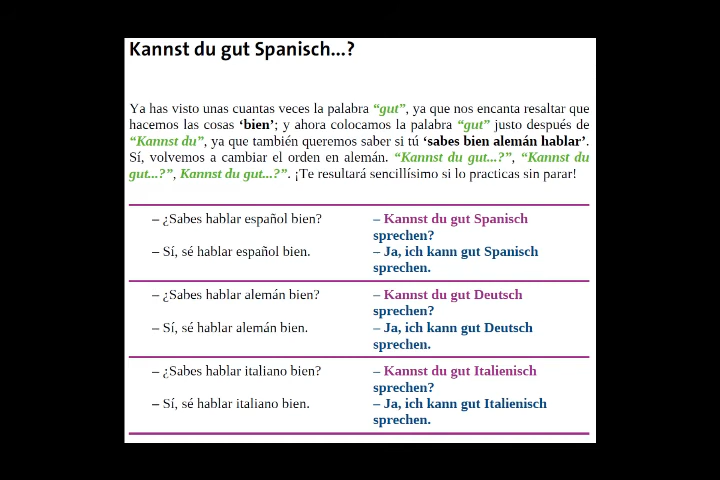 Kannst du gut Spanisch...?
Ya has visto unas cuantas veces la palabra “gut”, ya que nos encanta resaltar que
hacemos las cosas ‘bien’; y ahora colocamos la palabra “gut” justo después de
“Kannst du”, ya que también queremos saber si tú ‘sabes bien alemán hablar’.
Sí, volvemos a cambiar el orden en alemán. “Kannst du gut...?”, “Kannst du
gut...?”, Kannst du gut...?”. ¡Te resultará sencillísimo si lo practicas sin parar!
– ¿Sabes hablar español bien?
– Kannst du gut Spanisch
sprechen?
– Sí, sé hablar español bien.
– Ja, ich kann gut Spanisch
sprechen.
– ¿Sabes hablar alemán bien?
– Kannst du gut Deutsch
sprechen?
– Sí, sé hablar alemán bien.
– Ja, ich kann gut Deutsch
sprechen.
– ¿Sabes hablar italiano bien?
– Kannst du gut Italienisch
sprechen?
– Sí, sé hablar italiano bien.
– Ja, ich kann gut Italienisch
sprechen.